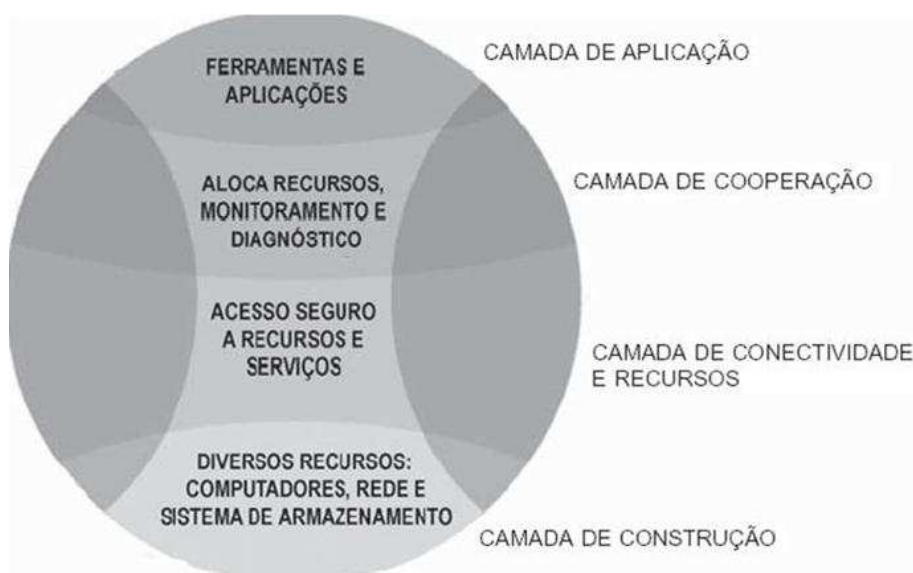 FERRAMENTAS E
APLICAÇÕES
CAMADA DE APLICAÇÃO
ALOCA RECURSOS,
MONITORAMENTO E
DIAGNÓSTICO
CAMADA DE COOPERAÇÃO
ACESSO SEGURO
A RECURSOS E
SERVIÇOS
CAMADA DE CONECTIVIDADE
E RECURSOS
DIVERSOS RECURSOS:
COMPUTADORES, REDE E
SISTEMA DE ARMAZENAMENTO
CAMADA DE CONSTRUÇÃO